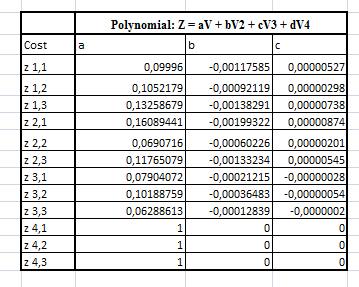 Polynomial: Z = aV + bV2 + cV3 + dV4
Cost a b c
z 1,1 0,09996 -0,00117585 0,00000527
z 1,2 0,1052179 -0,00092119 0,00000298
z 1,3 0,13258679 -0,00138291 0,00000738
z 2,1 0,16089441 -0,00199322 0,00000874
z 2,2 0,0690716 -0,00060226 0,00000201
z 2,3 0,11765079 -0,00133234 0,00000545
z 3,1 0,07904072 -0,00021215 -0,00000028
z 3,2 0,10188759 -0,00036483 -0,00000054
z 3,3 0,06288613 -0,00012839 -0,0000002
z 4,1 1 0 0
z 4,2 1 0 0
z 4,3 1 0 0